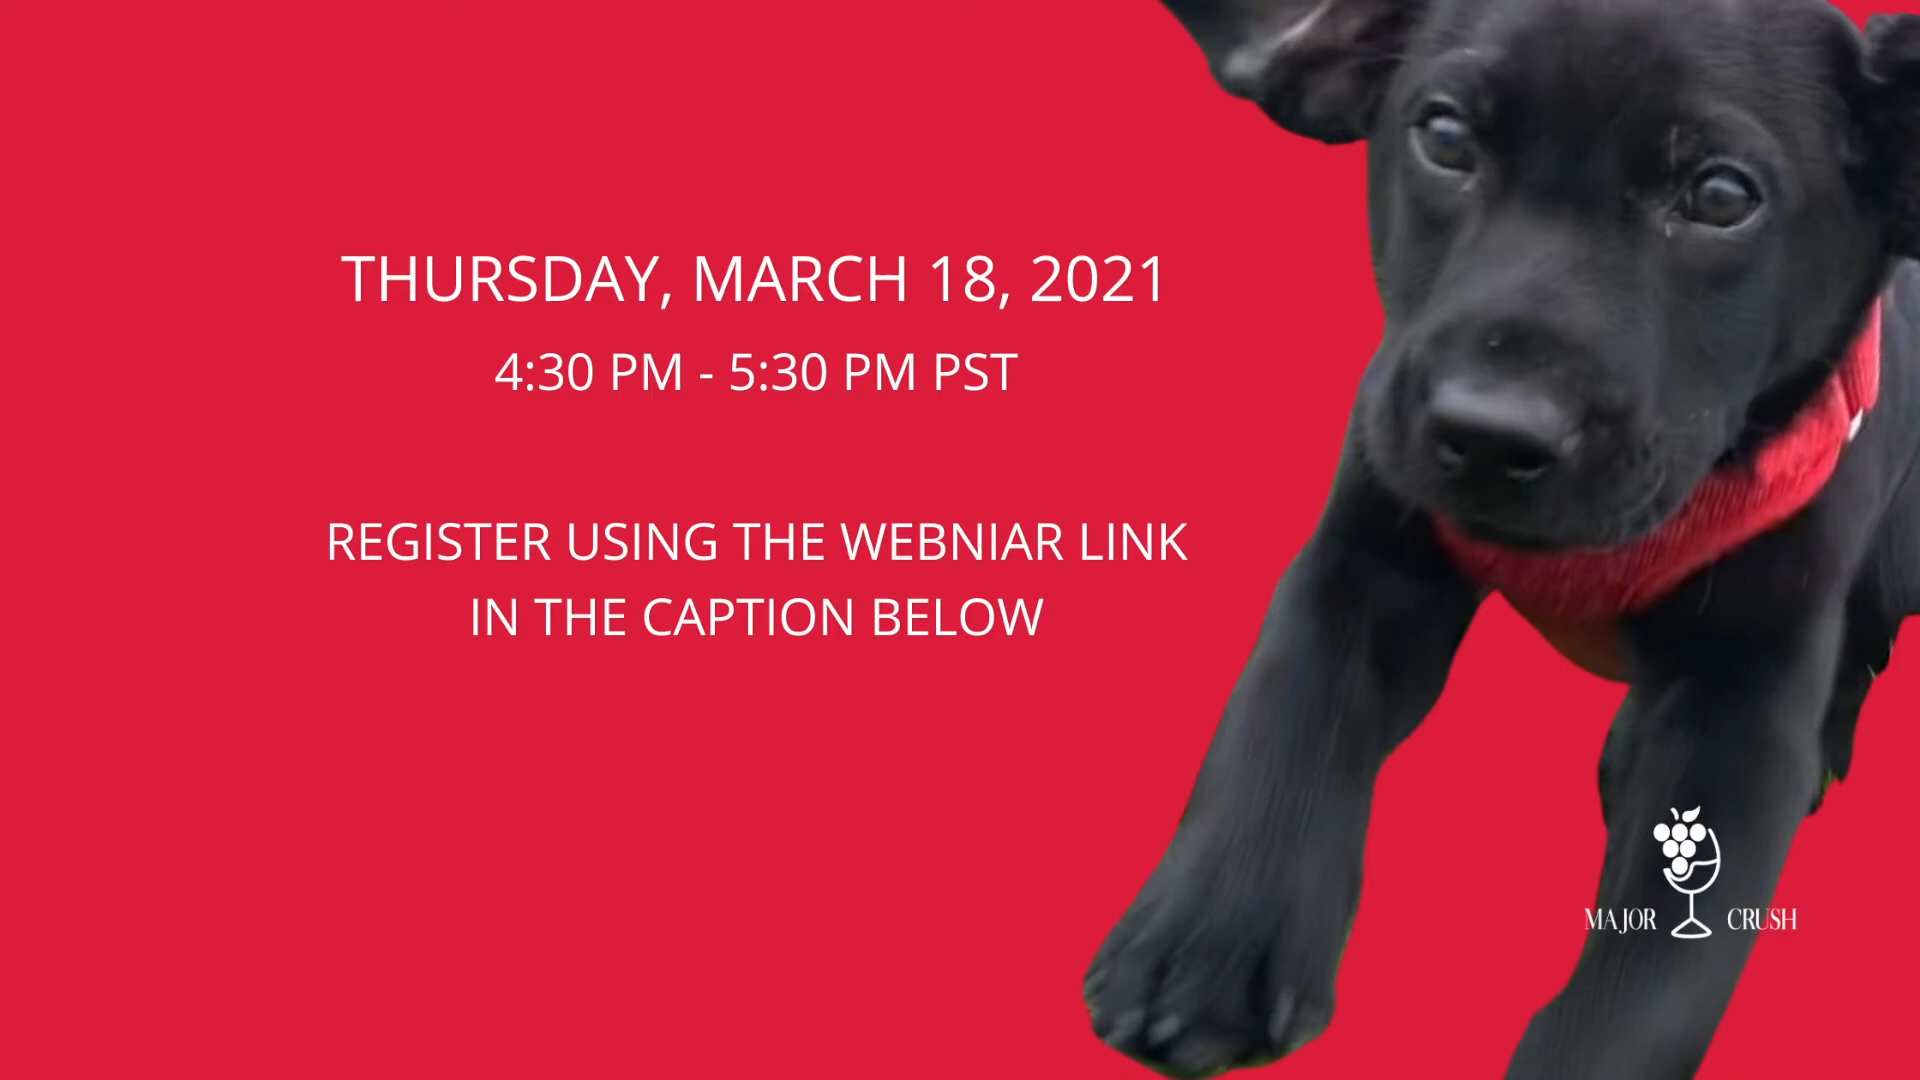 THURSDAY, MARCH 18, 2021
4:30 PM - 5:30 PM PST
REGISTER USING THE WEBNIAR LINK
IN THE CAPTION BELOW
MAJOR CRUSH